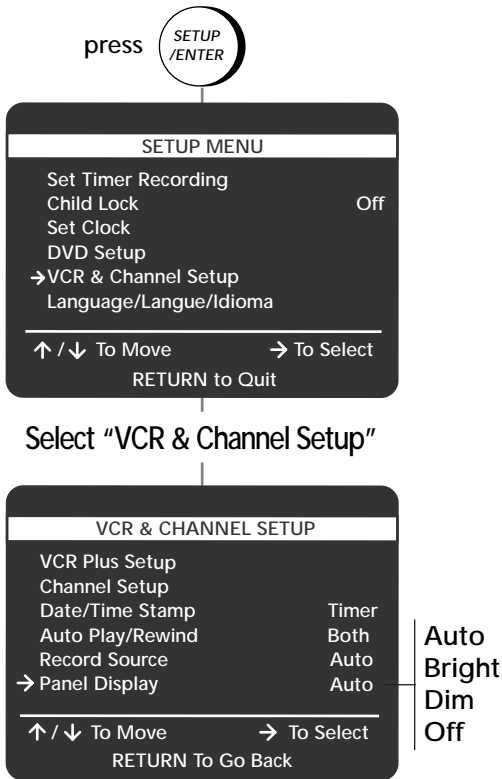 press SETUP
/ENTER
SETUP MENU
Set Timer Recording
Child Lock Off
Set Clock
DVD Setup
→VCR & Channel Setup
Language/Langue/Idioma
↑/↓ To Move → To Select
RETURN to Quit
Select “VCR & Channel Setup”
VCR & CHANNEL SETUP
VCR Plus Setup
Channel Setup
Date/Time Stamp Timer
Auto Play/Rewind Both
Record Source Auto
→ Panel Display Auto
↑/↓ To Move → To Select
RETURN To Go Back
Auto
Bright
Dim
Off